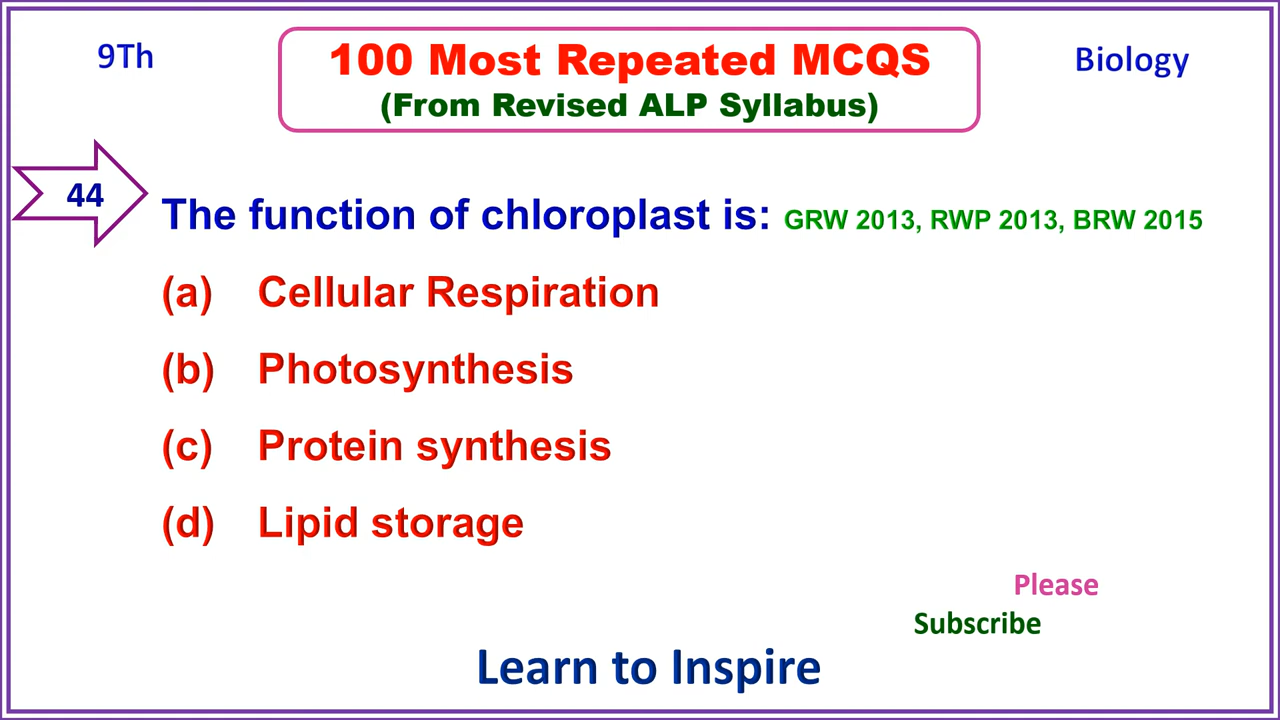 9Th
100 Most Repeated MCQS
Biology
(From Revised ALP Syllabus)
44
The function of chloroplast is: GRW 2013, RWP 2013, BRW 2015
(a) Cellular Respiration
(b) Photosynthesis
(c) Protein synthesis
(d) Lipid storage
Please
Subscribe
Learn to Inspire